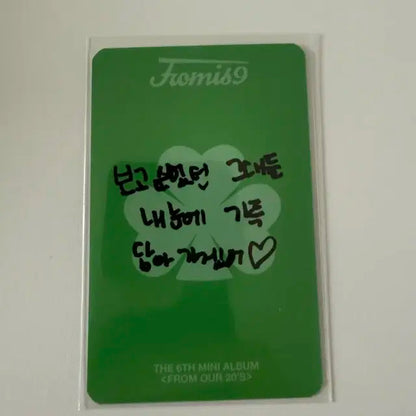 fromis9
보고싶었던 그대들
내눈에 가득
담아 가겠네♡
THE 6TH MINI ALBUM
<FROM OUR 20'S>